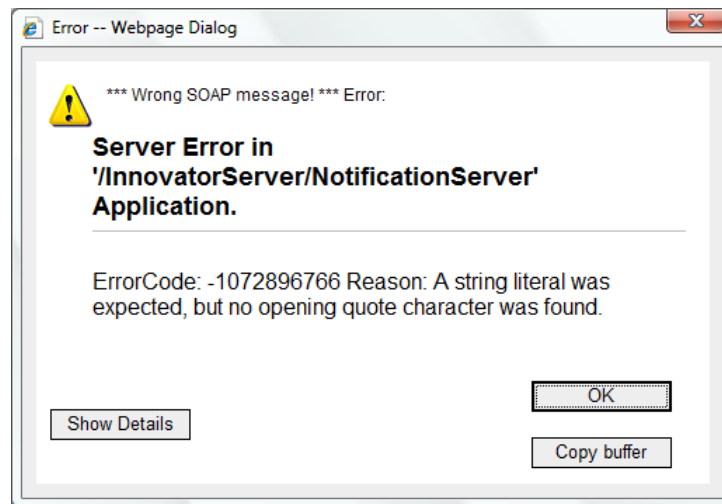 Error -- Webpage Dialog
*** Wrong SOAP message! *** Error:
Server Error in
'/InnovatorServer/NotificationServer'
Application.
ErrorCode: -1072896766 Reason: A string literal was
expected, but no opening quote character was found.
OK
Show Details
Copy buffer